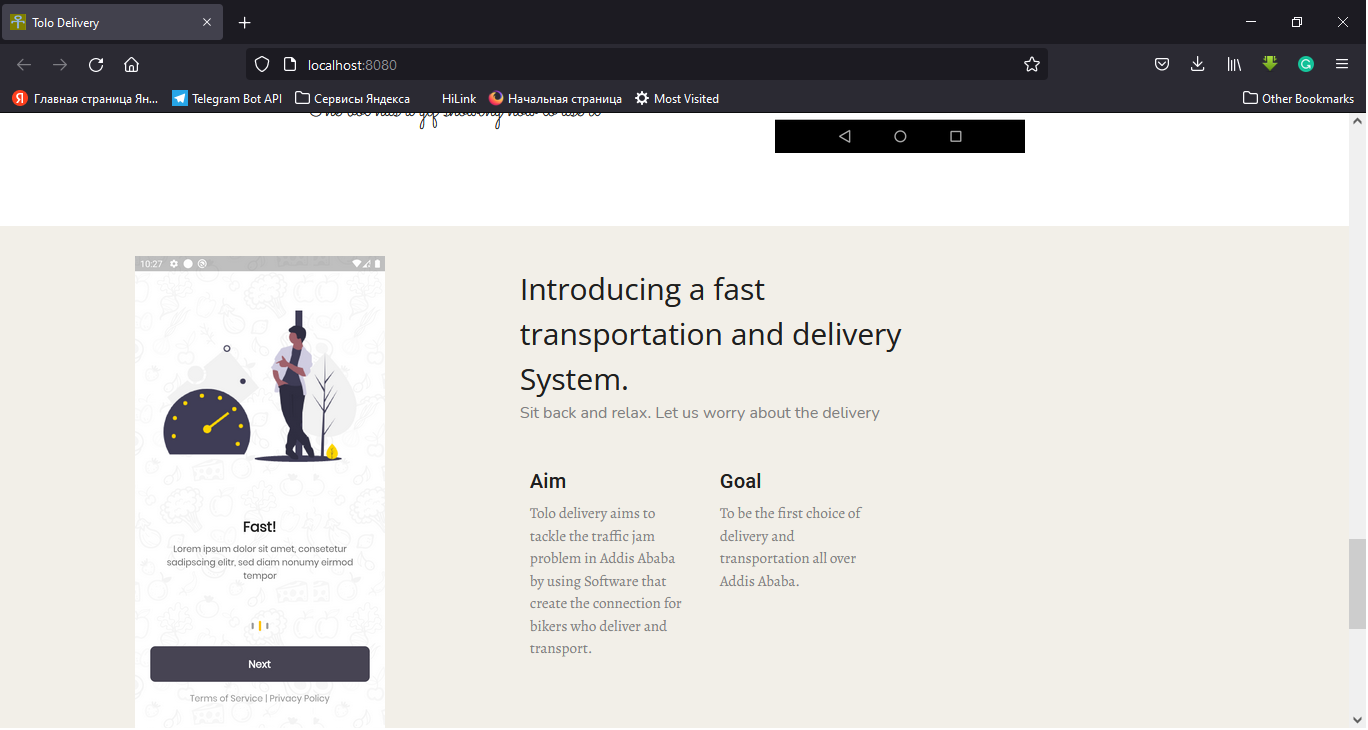 Tolo Delivery
localhost:8080
Главная страница Ян...
Telegram Bot API
Сервисы Яндекса
HiLink
Начальная страница
Most Visited
Other Bookmarks
10:27
Fast!
Lorem ipsum dolor sit amet, consetetur
sadipscing elitr, sed diam nonumy eirmod
tempor
Next
Terms of Service | Privacy Policy
Introducing a fast
transportation and delivery
System.
Sit back and relax. Let us worry about the delivery
Aim
Tolo delivery aims to
tackle the traffic jam
problem in Addis Ababa
by using Software that
create the connection for
bikers who deliver and
transport.
Goal
To be the first choice of
delivery and
transportation all over
Addis Ababa.